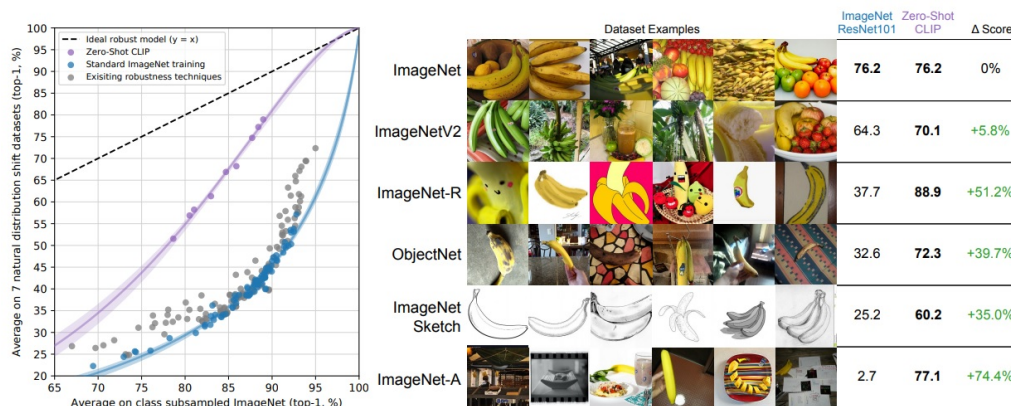 Ideal robust model (y = x)
Zero-Shot CLIP
Standard ImageNet training
Exisiting robustness techniques
100
95
90
85
80
75
70
65
60
55
50
45
40
35
30
25
20
65
70
75
80
85
90
95
100
Average on 7 natural distribution shift datasets (top-1, %)
Average on class subsampled ImageNet (top-1, %)
Dataset Examples
ImageNet
ResNet101
Zero-Shot
CLIP
Δ Score
ImageNet 76.2 76.2 0%
ImageNetV2 64.3 70.1 +5.8%
ImageNet-R 37.7 88.9 +51.2%
ObjectNet 32.6 72.3 +39.7%
ImageNet
Sketch 25.2 60.2 +35.0%
ImageNet-A 2.7 77.1 +74.4%